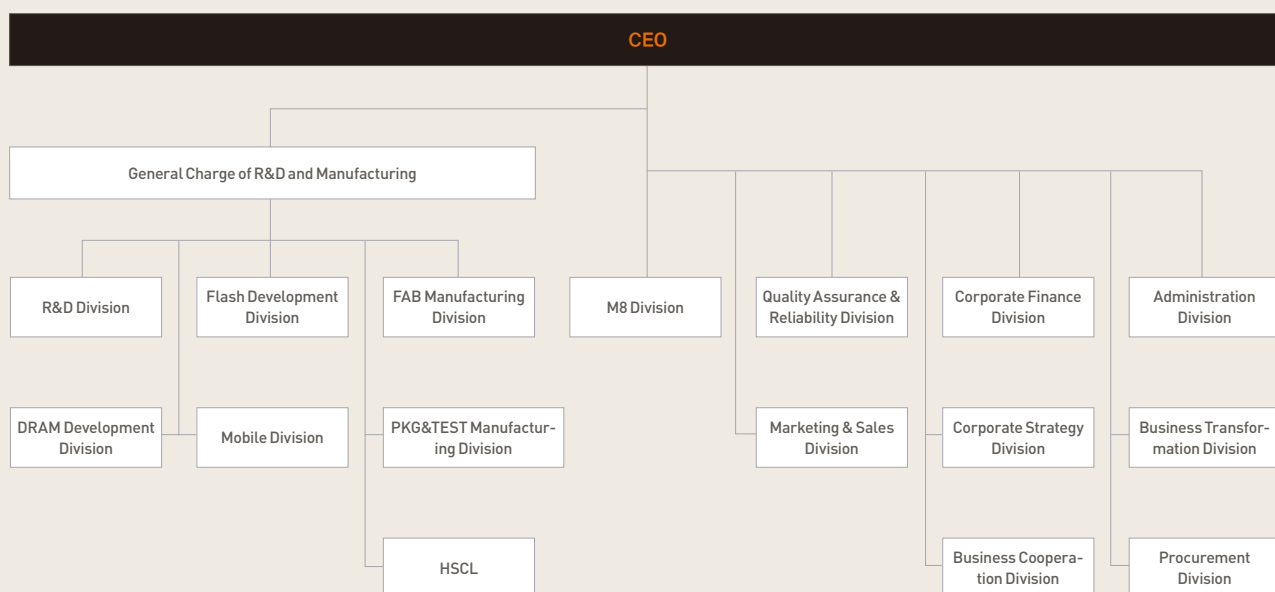 CEO
General Charge of R&D and Manufacturing
R&D Division
Flash Development
Division
FAB Manufacturing
Division
M8 Division
Quality Assurance &
Reliability Division
Corporate Finance
Division
Administration
Division
DRAM Development
Division
Mobile Division
PKG&TEST Manufactur-
ing Division
Marketing & Sales
Division
Corporate Strategy
Division
Business Transfor-
mation Division
HSCL
Business Coopera-
tion Division
Procurement
Division